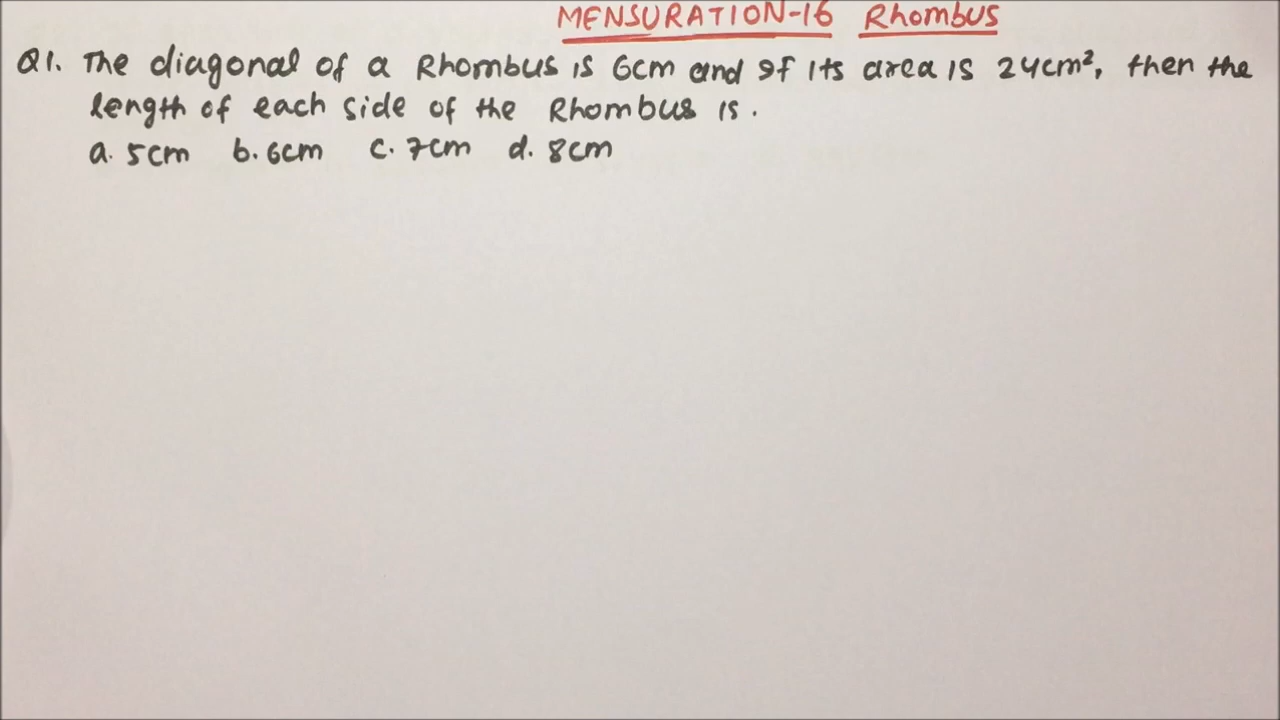 MENSURATION-16 Rhombus
Q1. The diagonal of a Rhombus is 6cm and If its area is 24cm², then the
length of each side of the Rhombus is.
a. 5cm b. 6cm c. 7cm d. 8cm